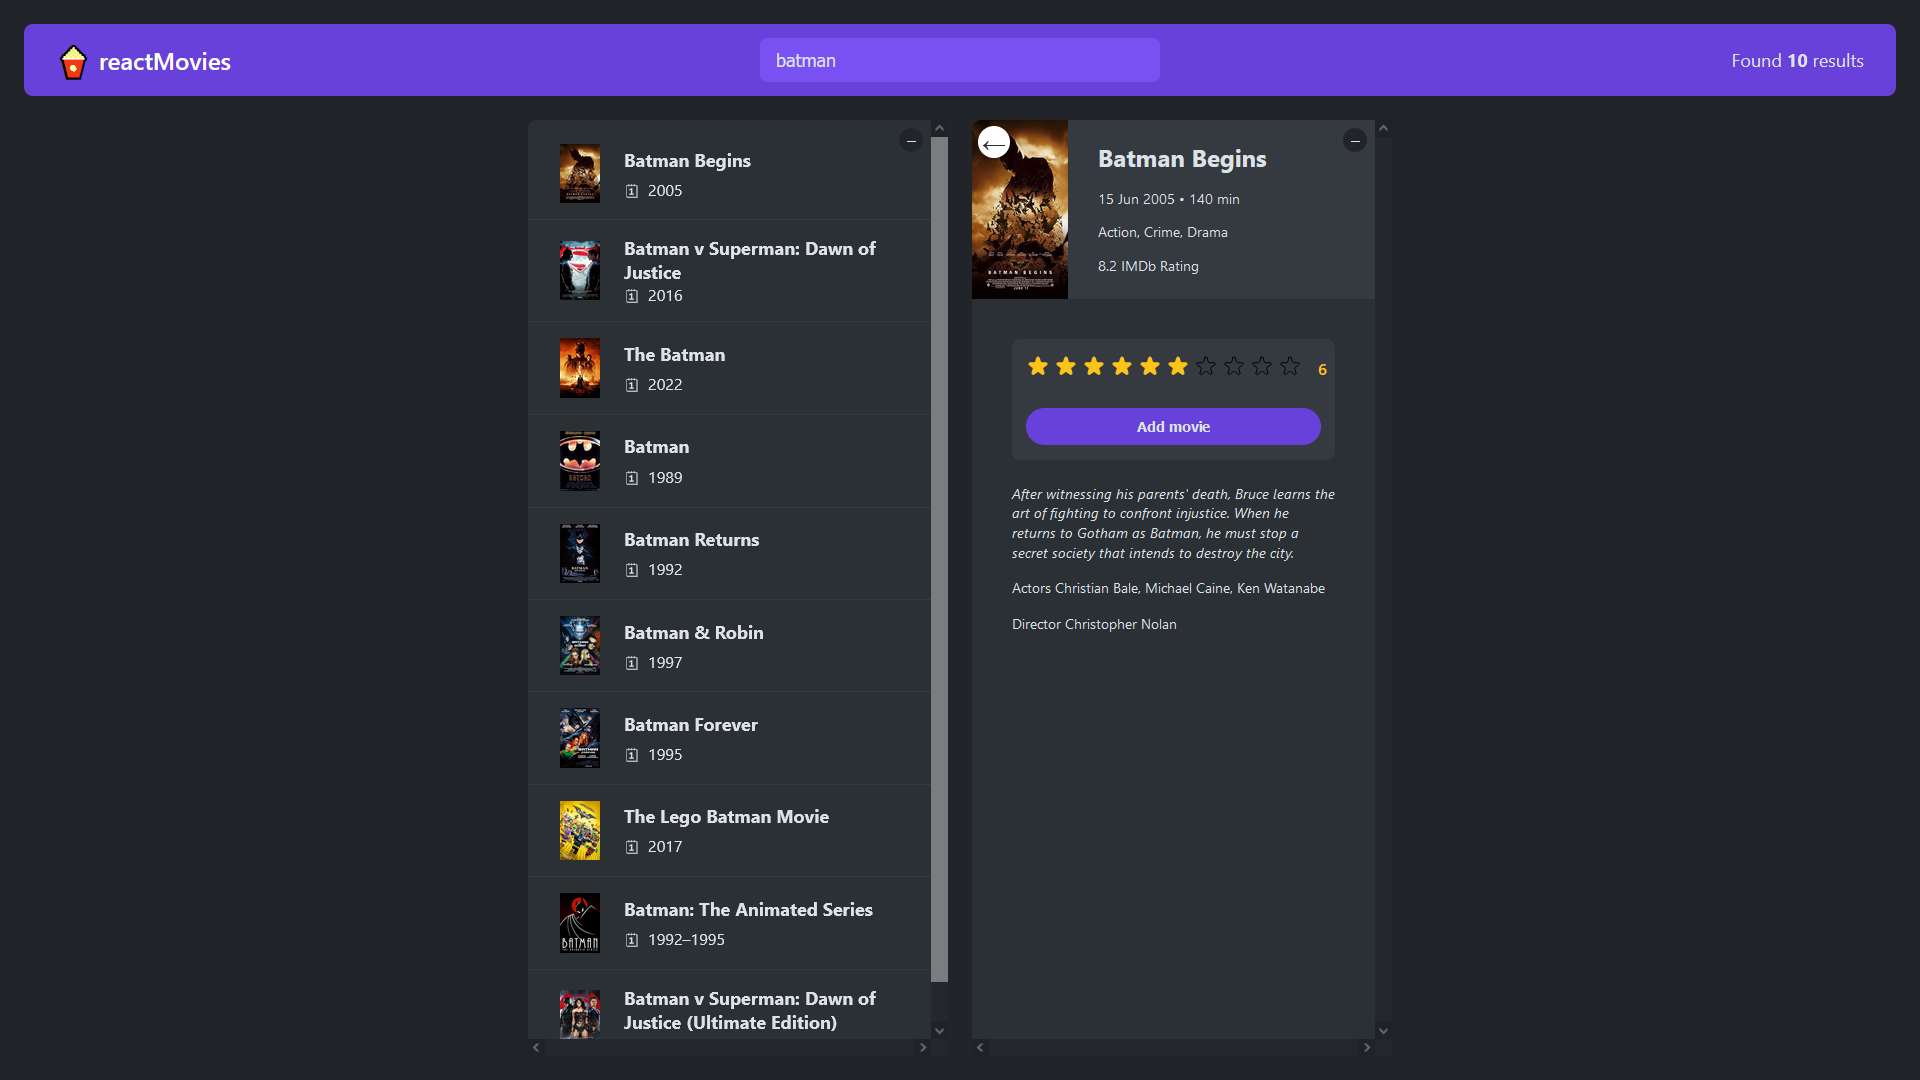 reactMovies
batman
Found 10 results
Batman Begins
2005
Batman v Superman: Dawn of
Justice
2016
The Batman
2022
Batman
1989
Batman Returns
1992
Batman & Robin
1997
Batman Forever
1995
The Lego Batman Movie
2017
BATMAN
Batman: The Animated Series
1992–1995
Batman v Superman: Dawn of
Justice (Ultimate Edition)
BATMAN BEGINS
JUNE 17
Batman Begins
15 Jun 2005 • 140 min
Action, Crime, Drama
8.2 IMDb Rating
6
Add movie
After witnessing his parents' death, Bruce learns the
art of fighting to confront injustice. When he
returns to Gotham as Batman, he must stop a
secret society that intends to destroy the city.
Actors Christian Bale, Michael Caine, Ken Watanabe
Director Christopher Nolan